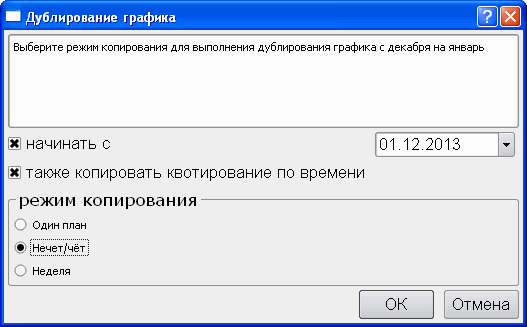 Дублирование графика
Выберите режим копирования для выполнения дублирования графика с декабря на январь
начинать с
01.12.2013
также копировать квотирование по времени
режим копирования
Один план
Нечет/чёт
Неделя
OK
Отмена